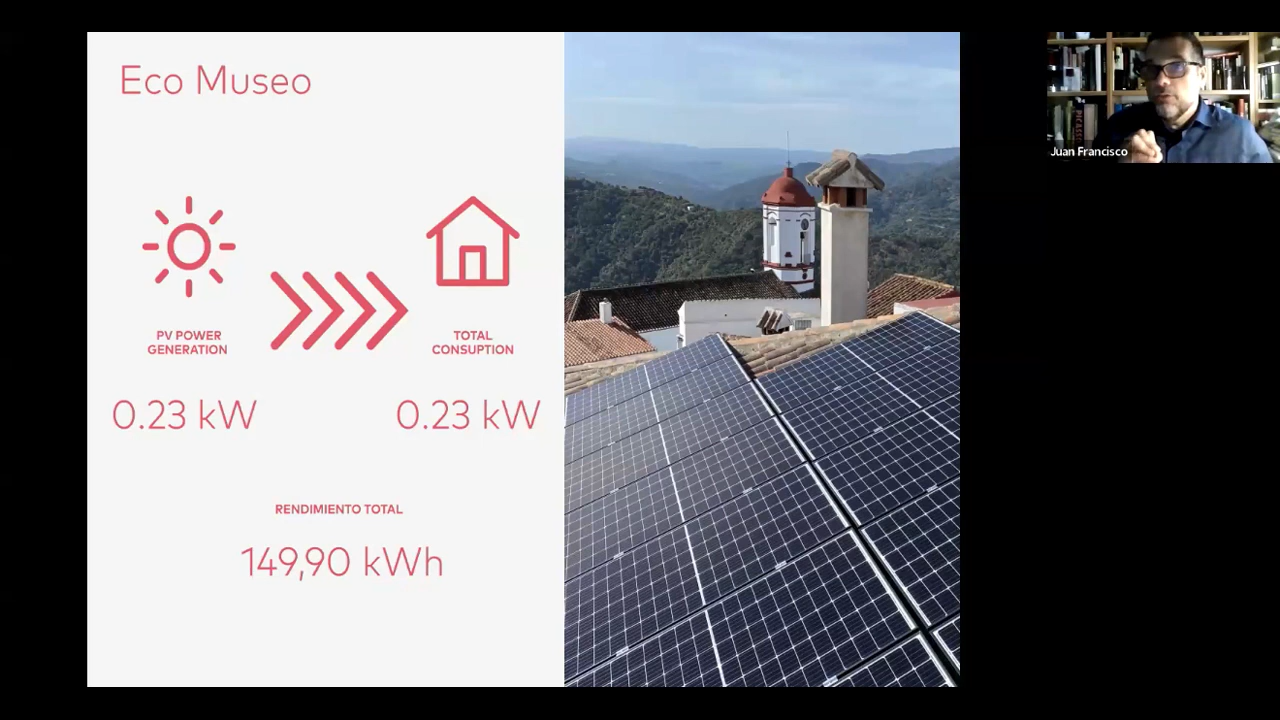 Eco Museo
PV POWER
GENERATION
TOTAL
CONSUPTION
0.23 kW
0.23 kW
RENDIMIENTO TOTAL
149,90 kWh
PICASSO
Juan Francisco